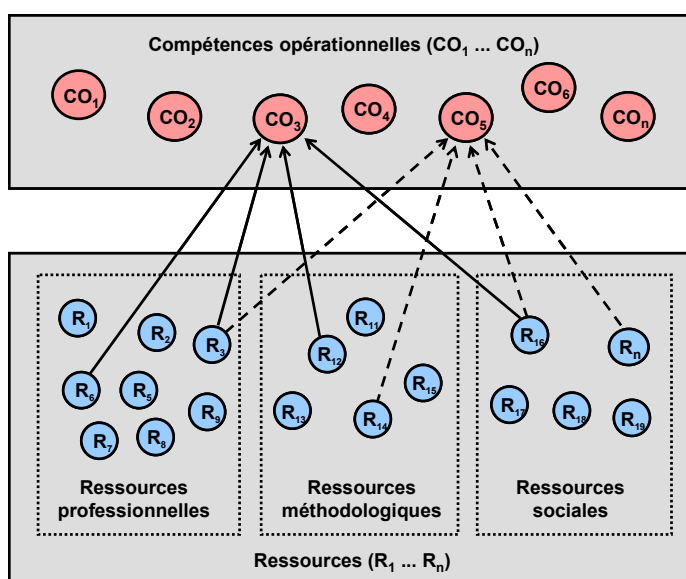 Compétences opérationnelles (CO₁ ... COₙ)
CO₁
CO₂
CO₃
CO₄
CO₅
CO₆
COₙ
R₁
R₂
R₃
R₆
R₅
R₉
R₇
R₈
Ressources
professionnelles
R₁₁
R₁₂
R₁₅
R₁₃
R₁₄
Ressources
méthodologiques
R₁₆
Rₙ
R₁₇
R₁₈
R₁₉
Ressources
sociales
Ressources (R₁ ... Rₙ)